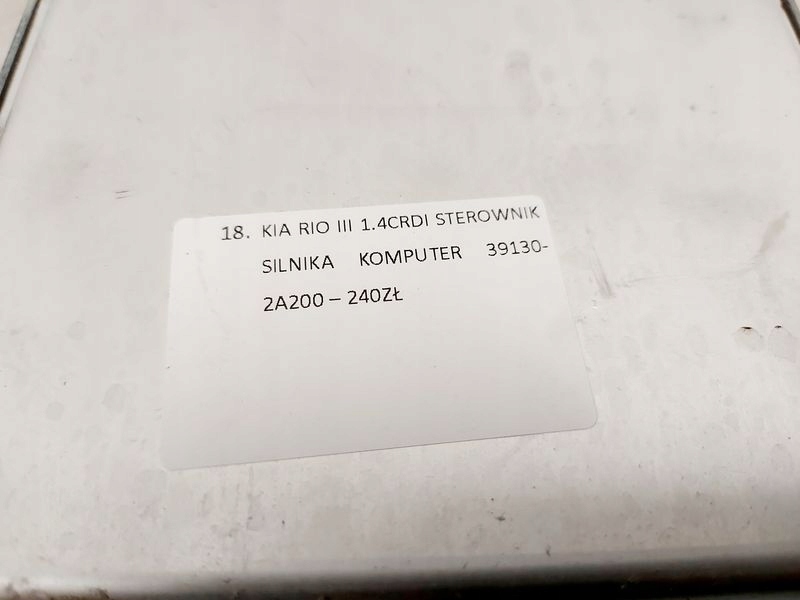 18. KIA RIO III 1.4CRDI STEROWNIK
SILNIKA KOMPUTER 39130-
2A200 – 240ZŁ